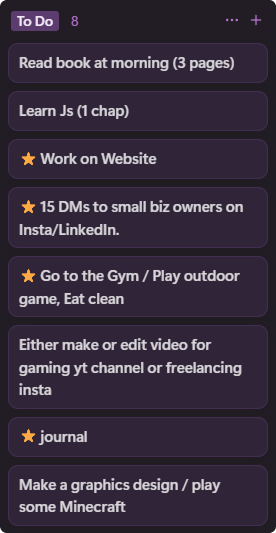 To Do 8 ... +
Read book at morning (3 pages)
Learn Js (1 chap)
⭐ Work on Website
⭐ 15 DMs to small biz owners on
Insta/LinkedIn.
⭐ Go to the Gym / Play outdoor
game, Eat clean
Either make or edit video for
gaming yt channel or freelancing
insta
⭐ journal
Make a graphics design / play
some Minecraft